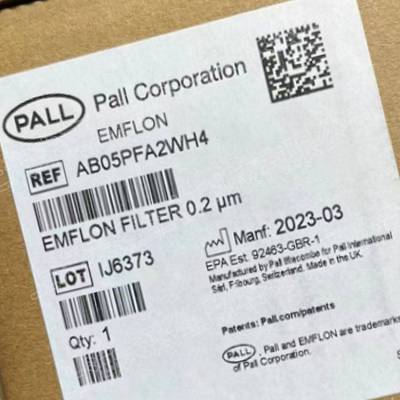 PALL Pall Corporation
EMFLON
REF AB05PFA2WH4
EMFLON FILTER 0.2 µm
Manf: 2023-03
EPA Est. 92463-GBR-1
Manufactured by Pall Ilfracombe for Pall International
Sàrl, Fribourg, Switzerland. Made in the UK.
LOT IJ6373
Patents: Pall.com/patents
Qty: 1
PALL, Pall and EMFLON are trademarks
of Pall Corporation.